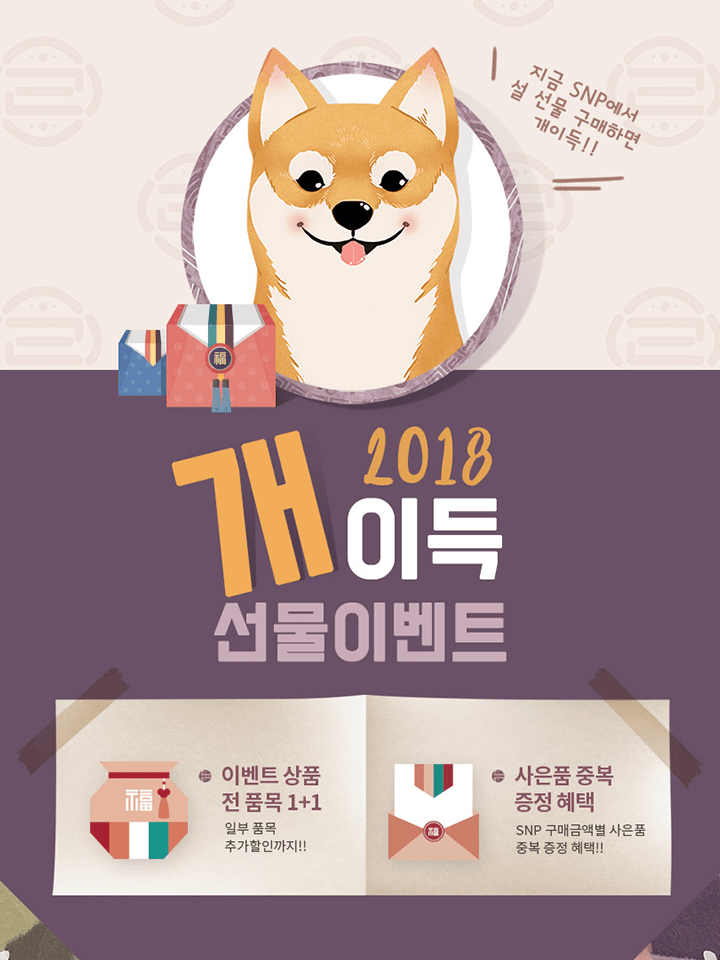 지금 SNP에서
설 선물 구매하면
개이득!!
福
2018
개이득
선물이벤트
福
이벤트 상품
전 품목 1+1
일부 품목
추가할인까지!!
福
사은품 중복
증정 혜택
SNP 구매금액별 사은품
중복 증정 혜택!!